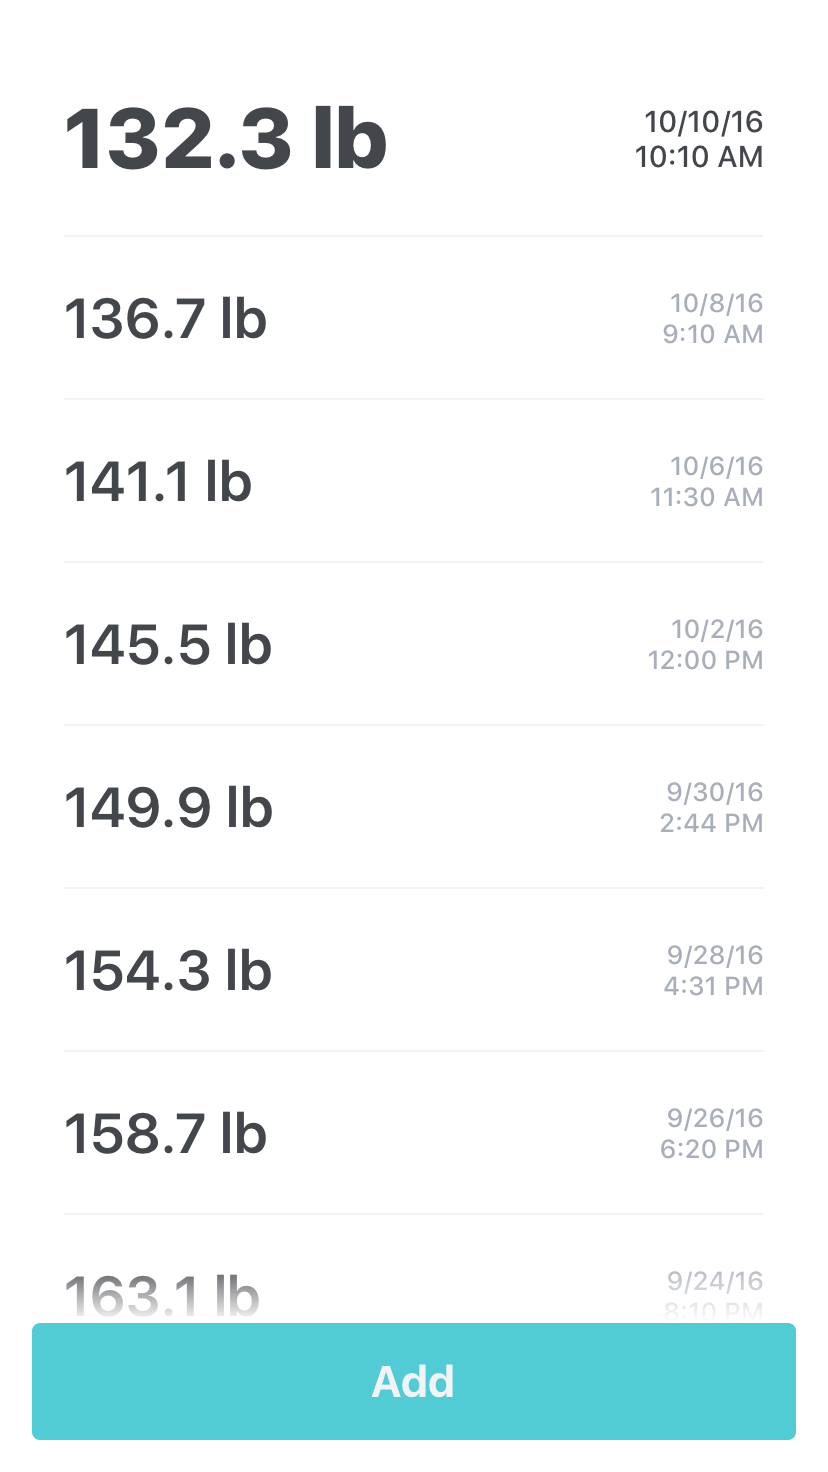 132.3 lb
10/10/16
10:10 AM
136.7 lb
10/8/16
9:10 AM
141.1 lb
10/6/16
11:30 AM
145.5 lb
10/2/16
12:00 PM
149.9 lb
9/30/16
2:44 PM
154.3 lb
9/28/16
4:31 PM
158.7 lb
9/26/16
6:20 PM
163.1 lb
9/24/16
8:10 PM
Add